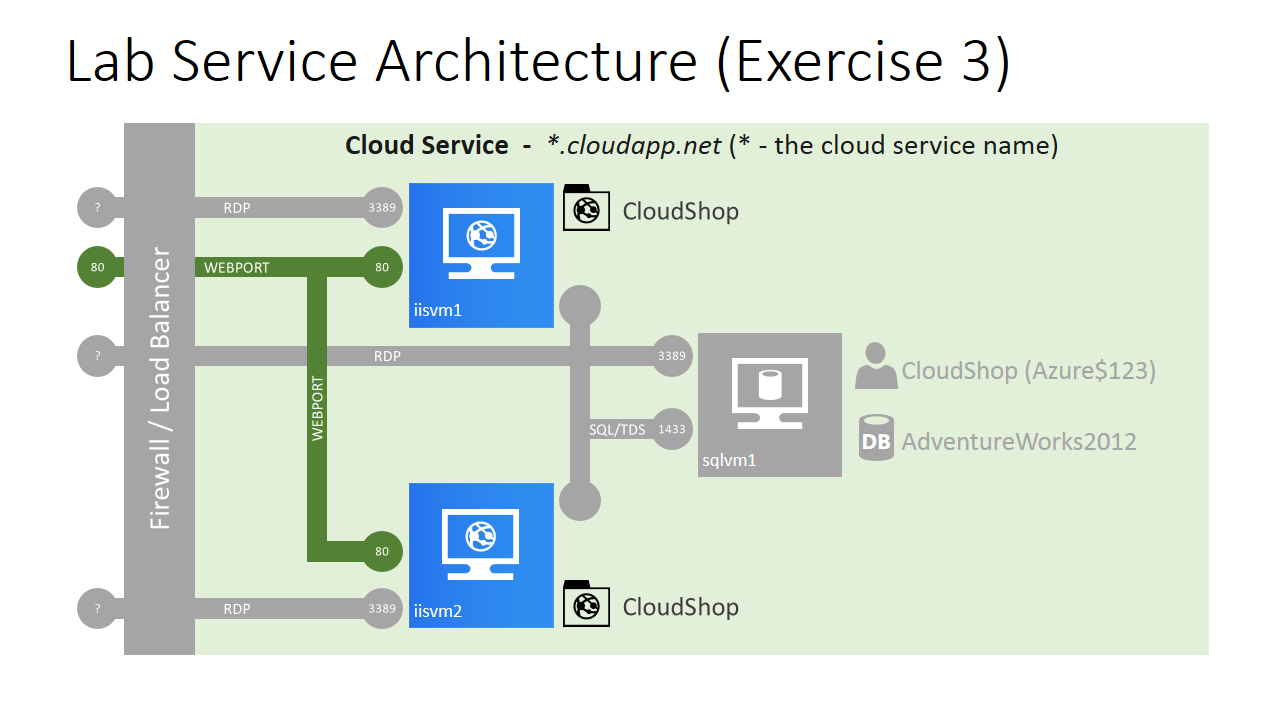 Lab Service Architecture (Exercise 3)
Cloud Service - *.cloudapp.net (* - the cloud service name)
Firewall / Load Balancer
?
RDP
3389
iisvm1
CloudShop
80
WEBPORT
80
?
RDP
3389
WEBPORT
SQL/TDS
1433
sqlvm1
CloudShop (Azure$123)
DB
AdventureWorks2012
80
iisvm2
CloudShop
?
RDP
3389